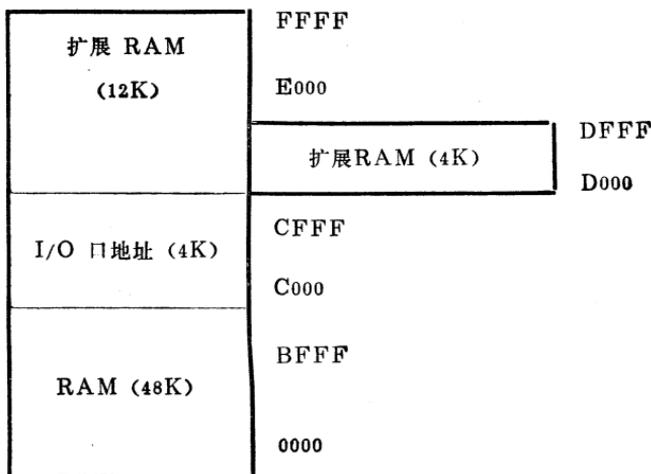 扩展 RAM
(12K)
FFFF
E000
扩展RAM (4K)
DFFF
D000
I/O 口地址 (4K)
CFFF
C000
RAM (48K)
BFFF
0000